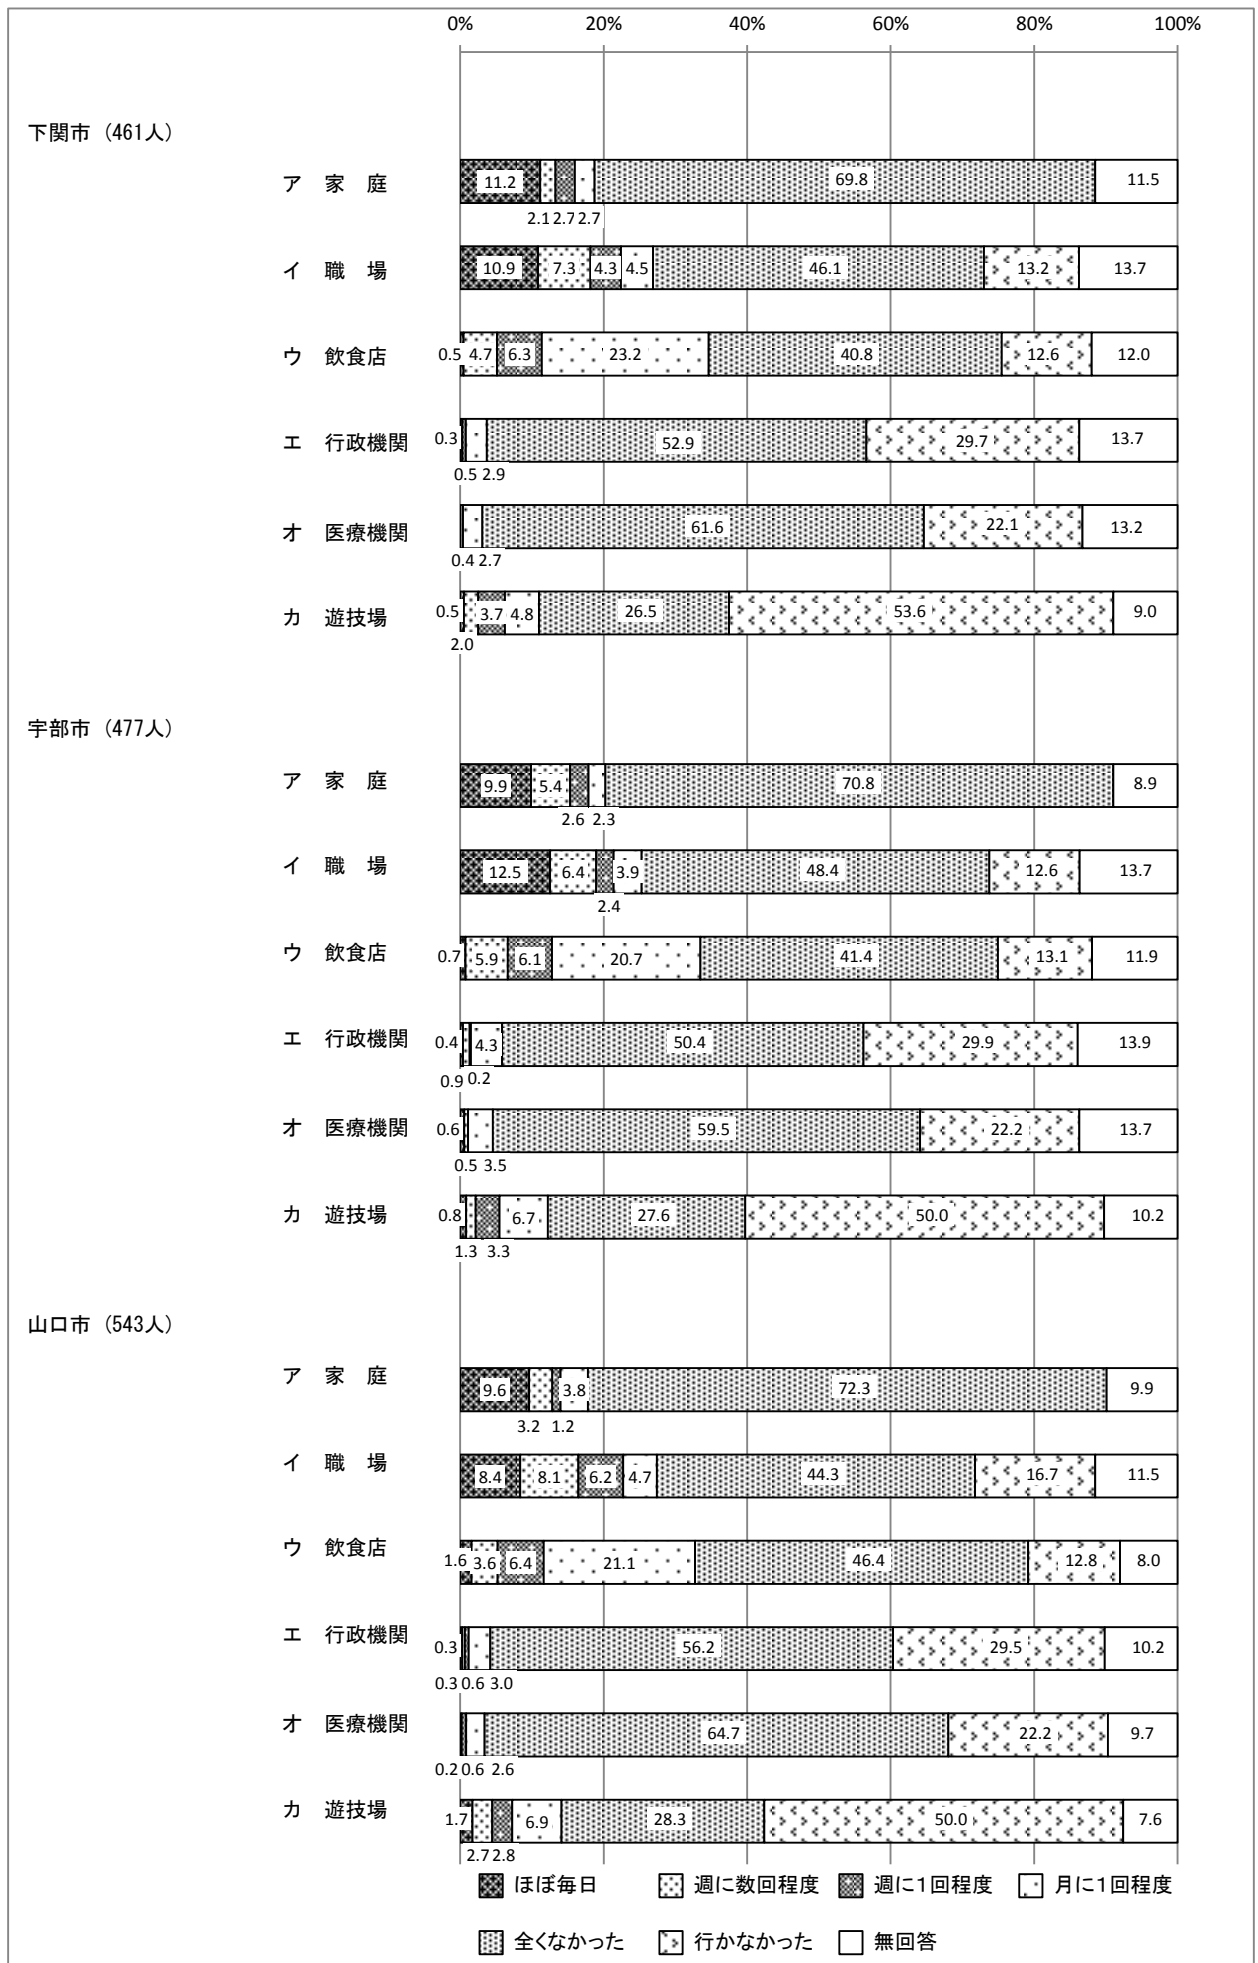 0% 20% 40% 60% 80% 100%
下関市 (461人)
ア 家 庭 11.2 69.8 11.5
2.1 2.7 2.7
イ 職 場 10.9 7.3 4.3 4.5 46.1 13.2 13.7
ウ 飲食店 0.5 4.7 6.3 23.2 40.8 12.6 12.0
エ 行政機関 0.3 52.9 29.7 13.7
0.5 2.9
オ 医療機関 61.6 22.1 13.2
0.4 2.7
カ 遊技場 0.5 3.7 4.8 26.5 53.6 9.0
2.0
宇部市 (477人)
ア 家 庭 9.9 5.4 70.8 8.9
2.6 2.3
イ 職 場 12.5 6.4 3.9 48.4 12.6 13.7
2.4
ウ 飲食店 0.7 5.9 6.1 20.7 41.4 13.1 11.9
エ 行政機関 0.4 4.3 50.4 29.9 13.9
0.9 0.2
オ 医療機関 0.6 59.5 22.2 13.7
0.5 3.5
カ 遊技場 0.8 6.7 27.6 50.0 10.2
1.3 3.3
山口市 (543人)
ア 家 庭 9.6 3.8 72.3 9.9
3.2 1.2
イ 職 場 8.4 8.1 6.2 4.7 44.3 16.7 11.5
ウ 飲食店 1.6 3.6 6.4 21.1 46.4 12.8 8.0
エ 行政機関 0.3 56.2 29.5 10.2
0.3 0.6 3.0
オ 医療機関 64.7 22.2 9.7
0.2 0.6 2.6
カ 遊技場 1.7 6.9 28.3 50.0 7.6
2.7 2.8
ほぼ毎日 週に数回程度 週に1回程度 月に1回程度
全くなかった 行かなかった 無回答